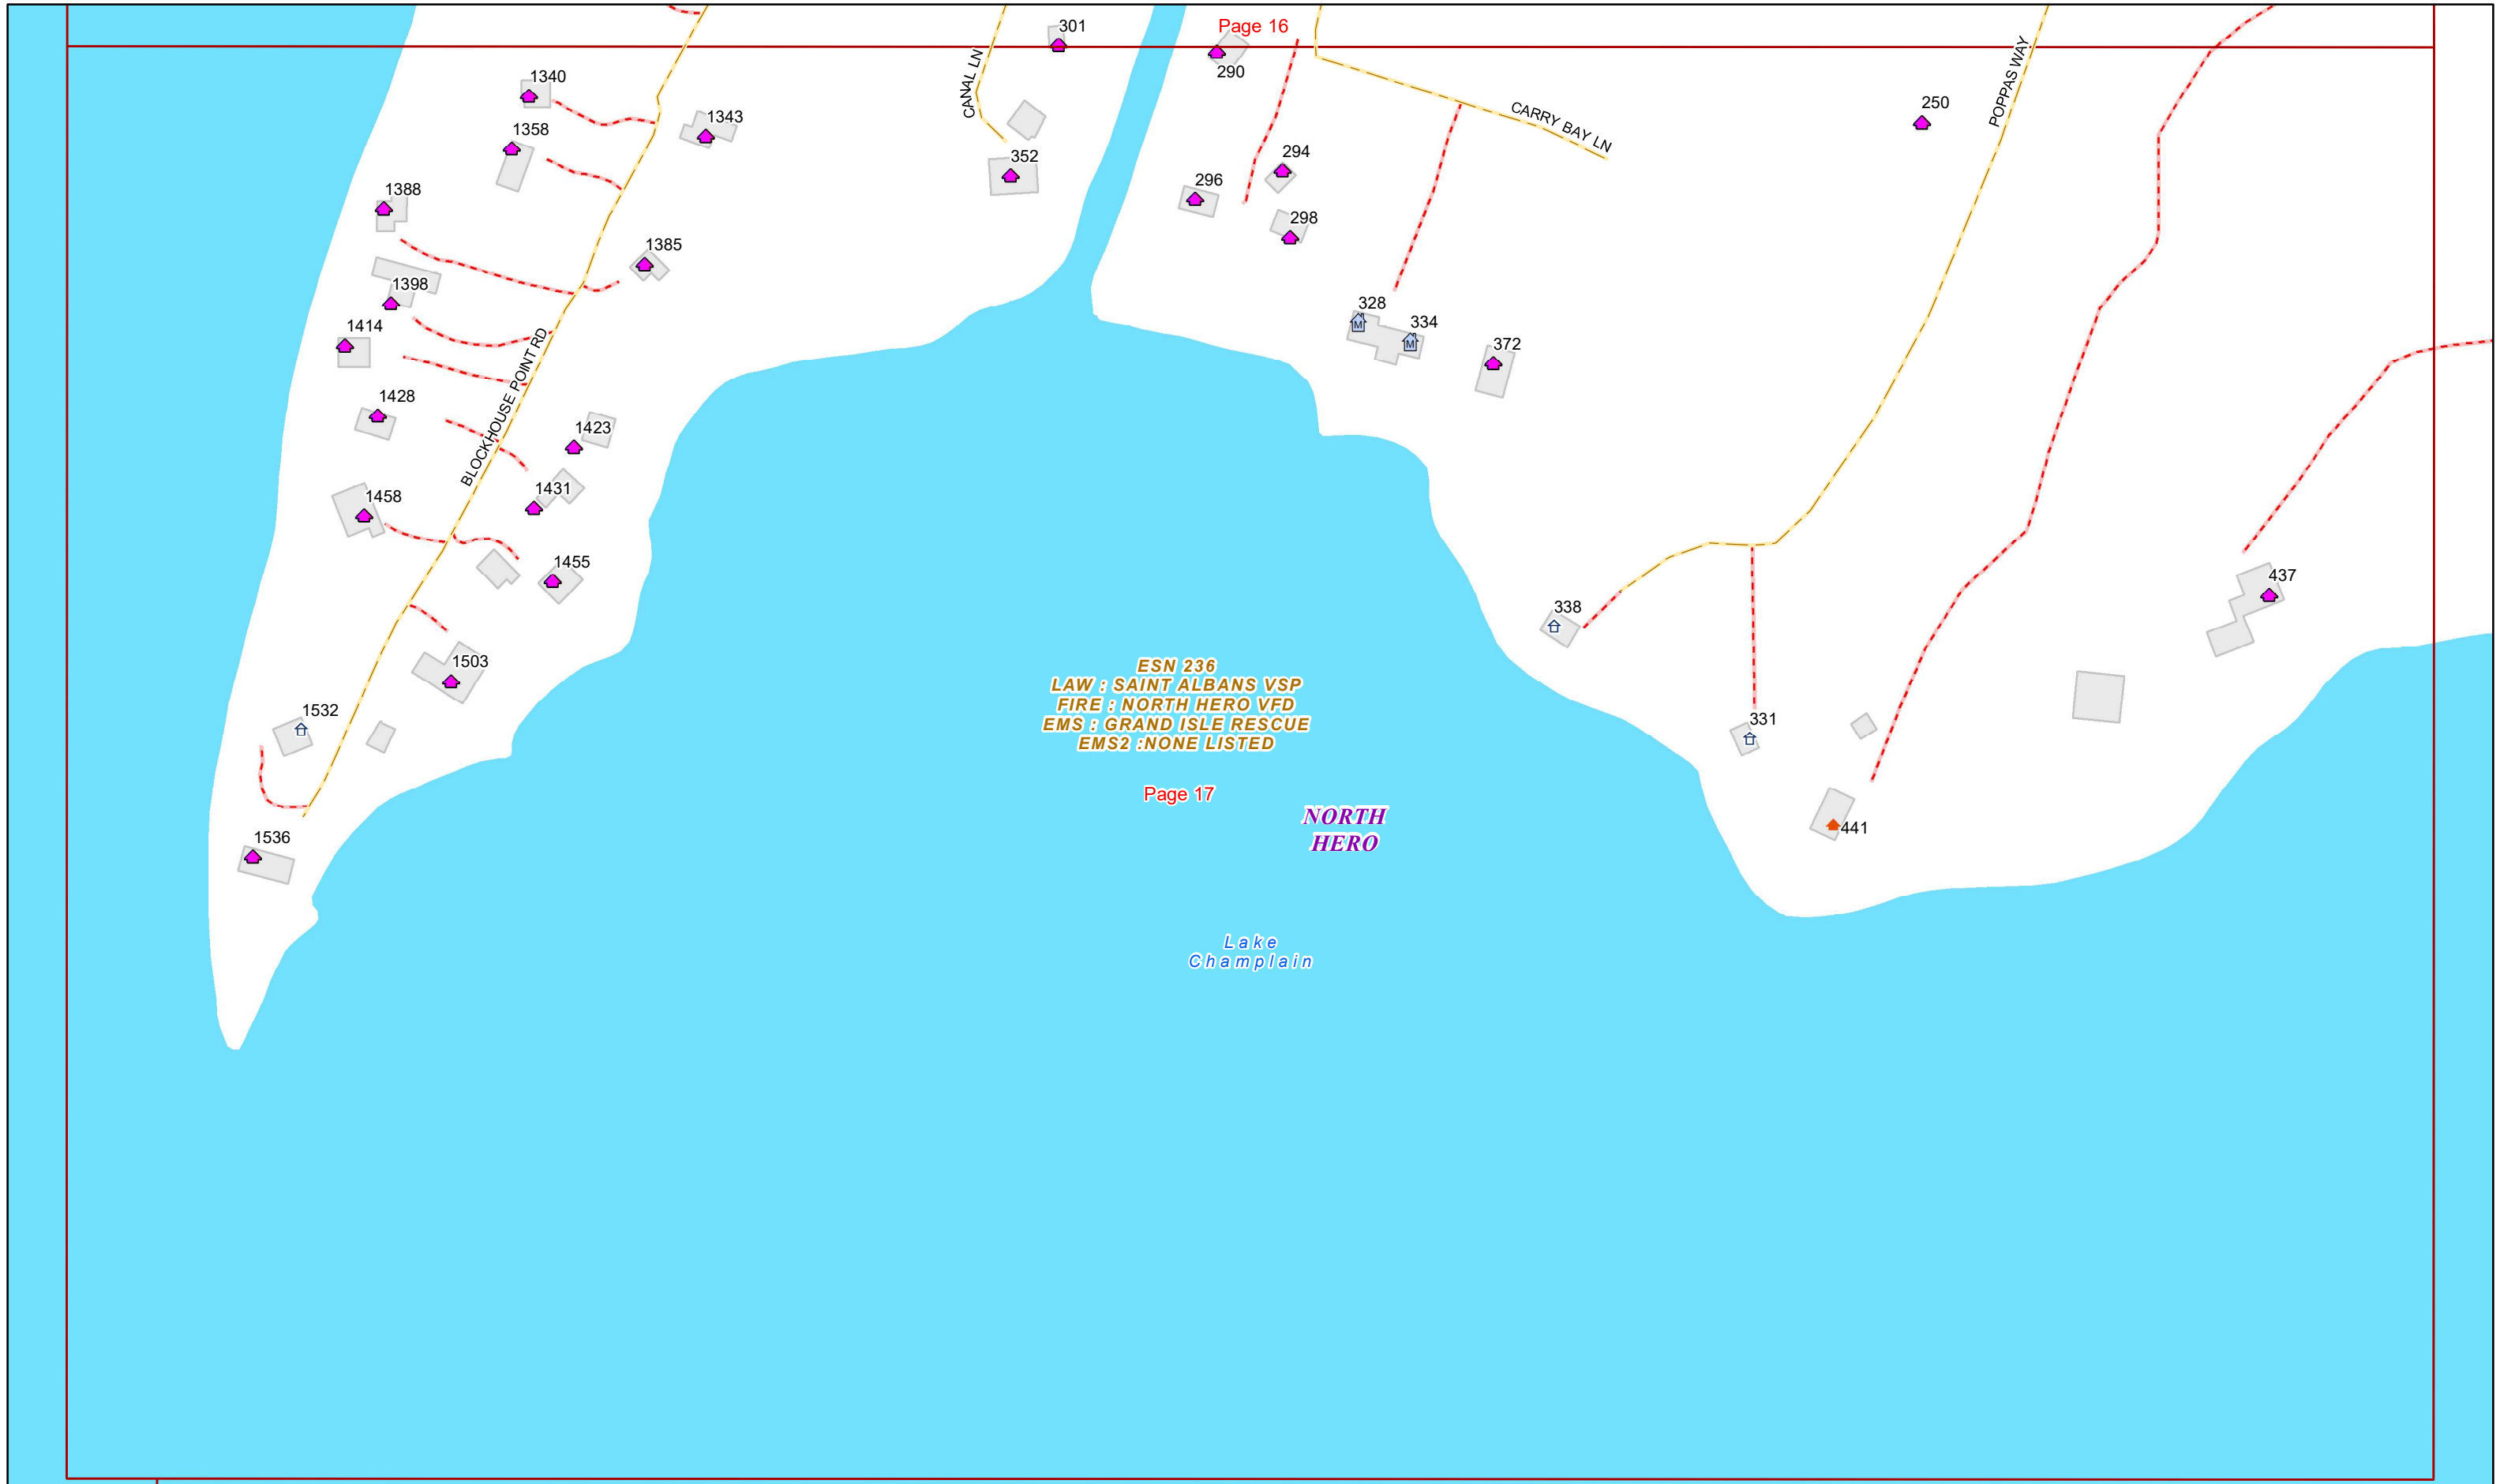 Page 16
301
290
1340
1343
CANAL LN
CARRY BAY LN
250
POPPAS WAY
1358
352
294
296
298
1388
1385
1398
328
334
372
1414
BLOCKHOUSE POINT RD
1428
1423
1431
1458
1455
437
338
1503
1532
331
ESN 236
LAW : SAINT ALBANS VSP
FIRE : NORTH HERO VFD
EMS : GRAND ISLE RESCUE
EMS2 :NONE LISTED
Page 17
NORTH
HERO
441
1536
Lake
Champlain
M
M